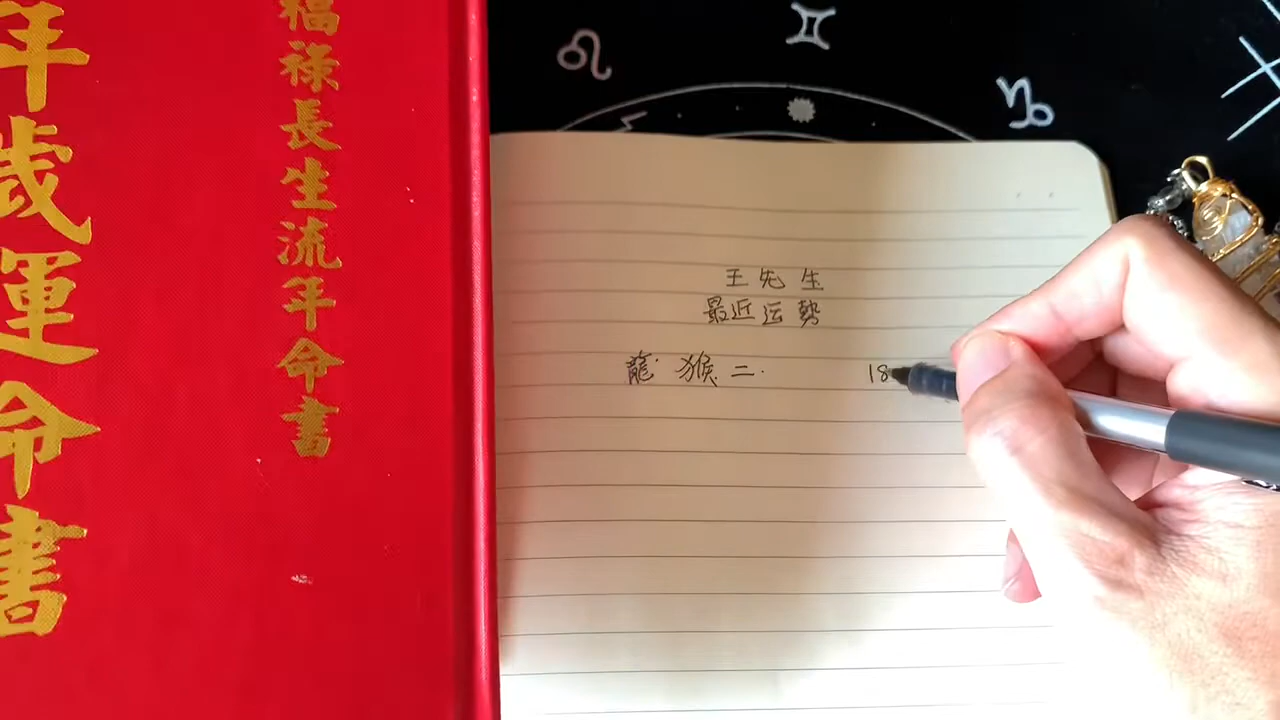 年歲運命書
福祿長生流年命書
王先生
最近运势
龍 猴 二. 18